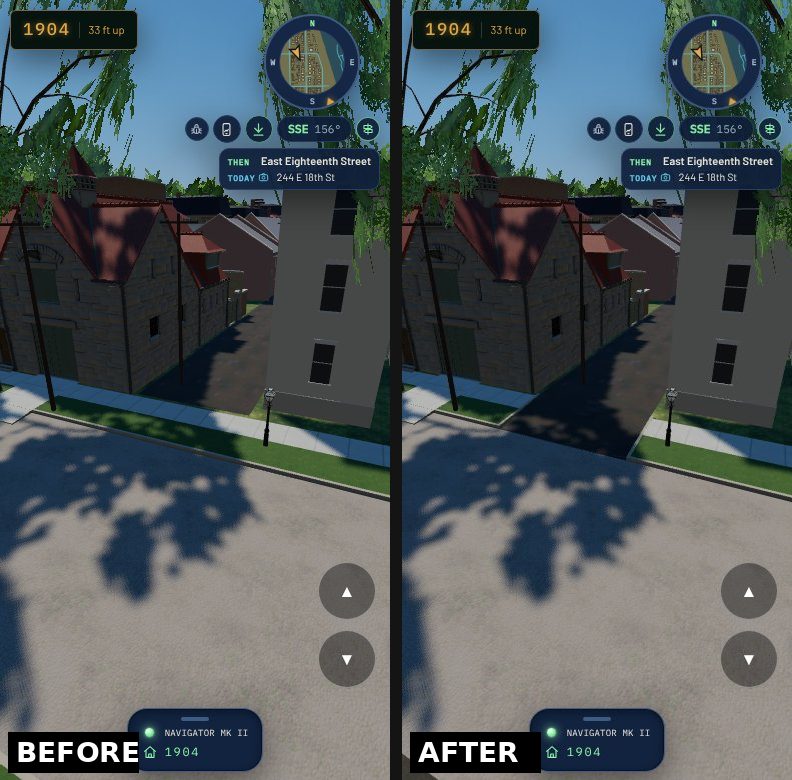 1904 33 ft up
N
W E
S
SSE 156°
THEN East Eighteenth Street
TODAY 244 E 18th St
NAVIGATOR MK II
1904
BEFORE
1904 33 ft up
N
W E
S
SSE 156°
THEN East Eighteenth Street
TODAY 244 E 18th St
NAVIGATOR MK II
1904
AFTER